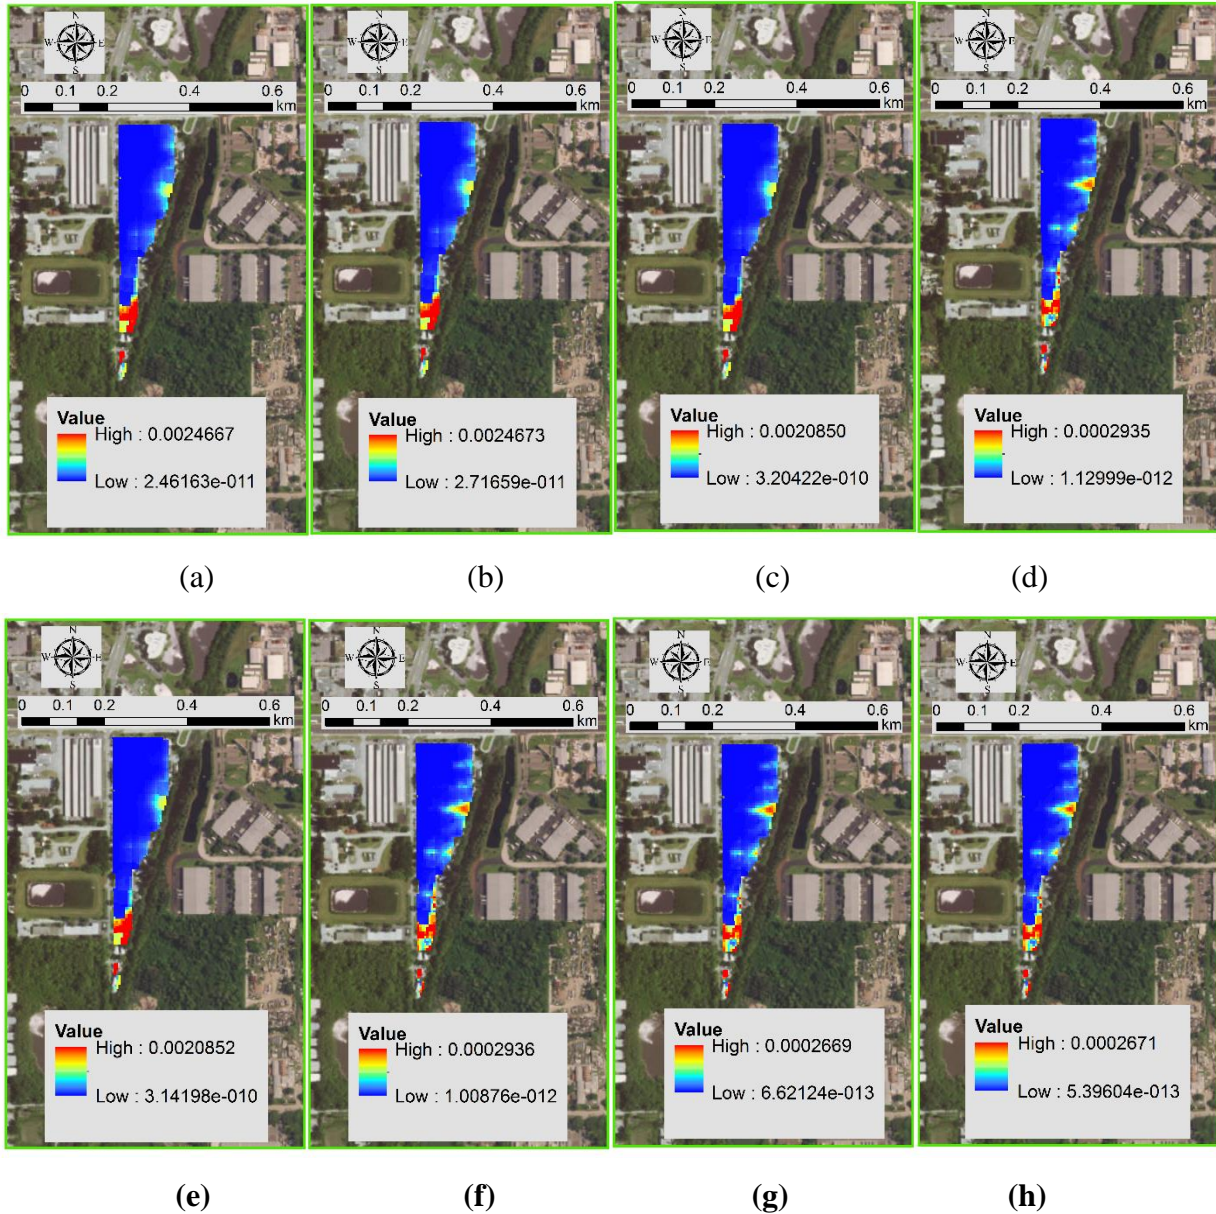 N N N N
W E W E W E W E
S S S S
0 0.1 0.2 0.4 0.6 0 0.1 0.2 0.4 0.6 0 0.1 0.2 0.4 0.6 0 0.1 0.2 0.4 0.6
km km km km
Value Value Value Value
High : 0.0024667 High : 0.0024673 High : 0.0020850 High : 0.0002935
Low : 2.46163e-011 Low : 2.71659e-011 Low : 3.20422e-010 Low : 1.12999e-012
(a) (b) (c) (d)
N N N N
W E W E W E W E
S S S S
0 0.1 0.2 0.4 0.6 0 0.1 0.2 0.4 0.6 0 0.1 0.2 0.4 0.6 0 0.1 0.2 0.4 0.6
km km km km
Value Value Value Value
High : 0.0020852 High : 0.0002936 High : 0.0002669 High : 0.0002671
Low : 3.14198e-010 Low : 1.00876e-012 Low : 6.62124e-013 Low : 5.39604e-013
(e) (f) (g) (h)